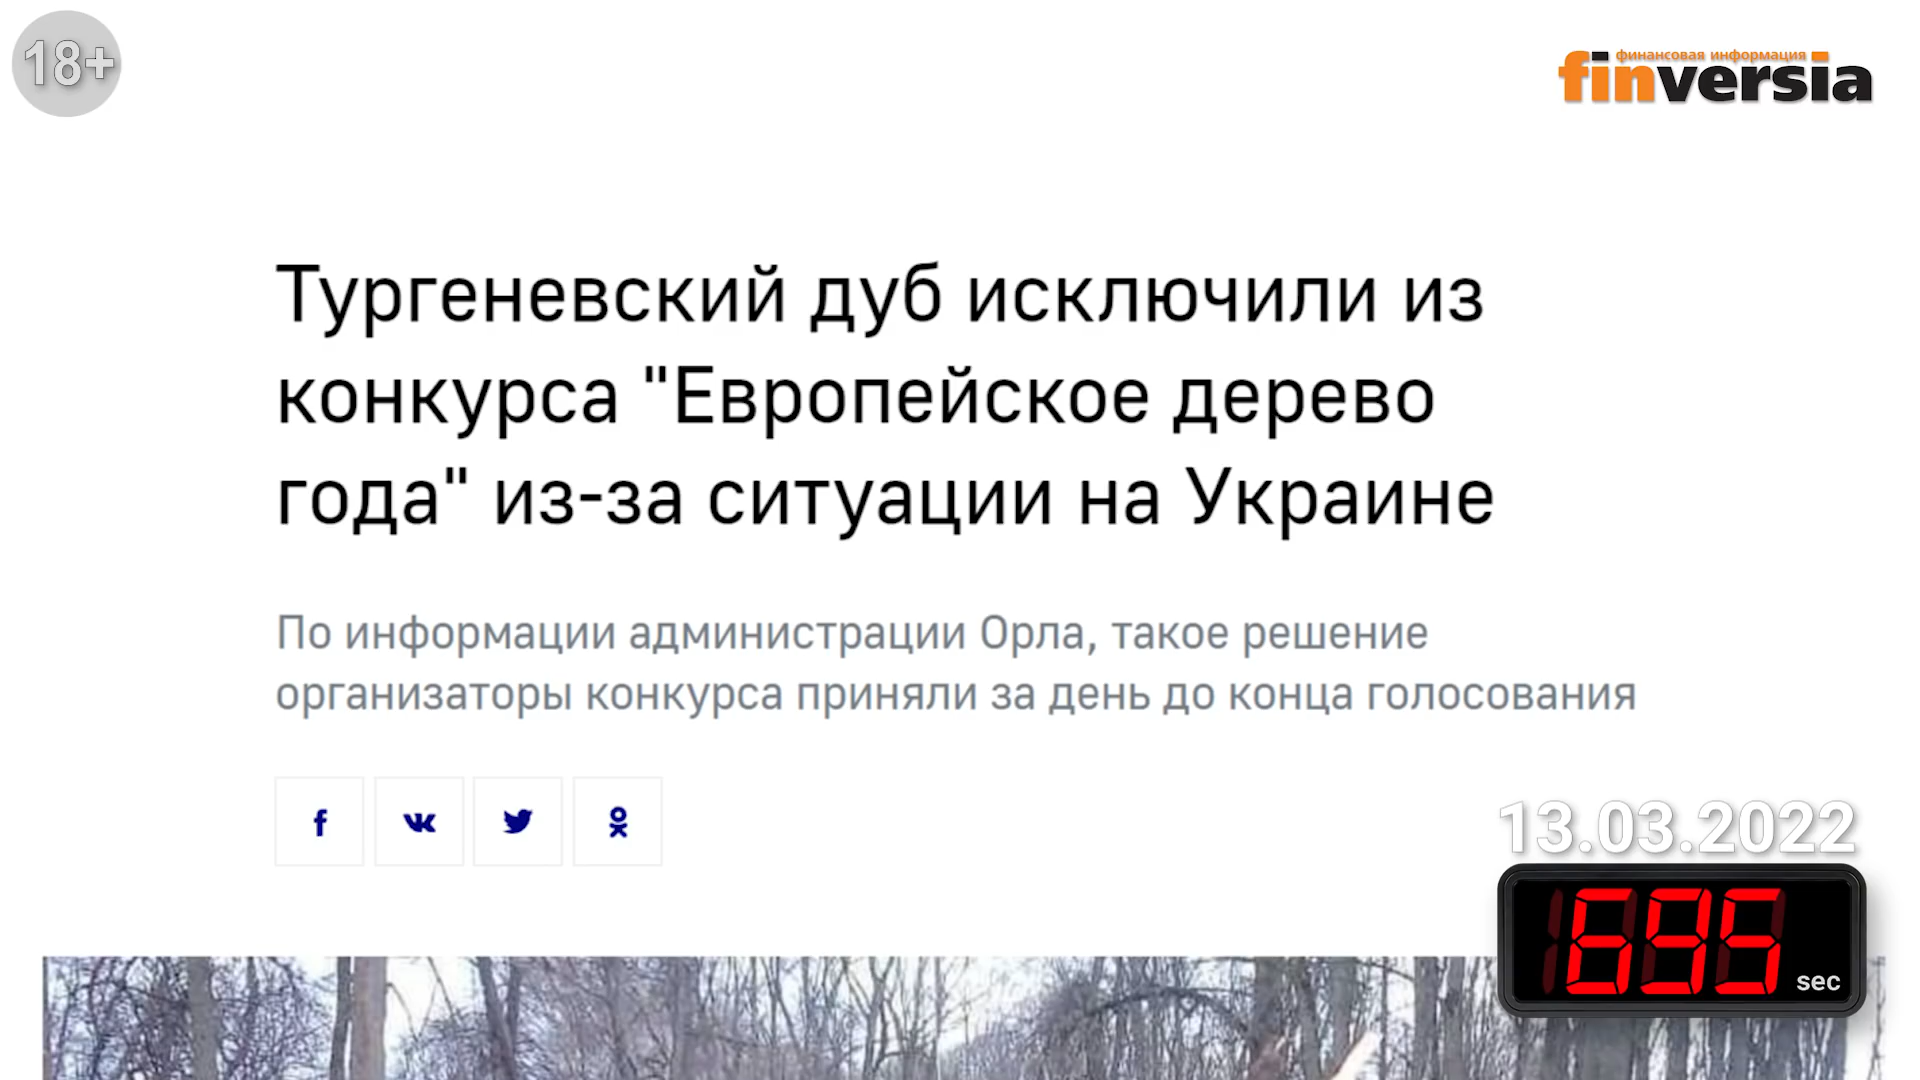 18+
финансовая информация
finversia
Тургеневский дуб исключили из
конкурса "Европейское дерево
года" из-за ситуации на Украине
По информации администрации Орла, такое решение
организаторы конкурса приняли за день до конца голосования
13.03.2022
695
sec